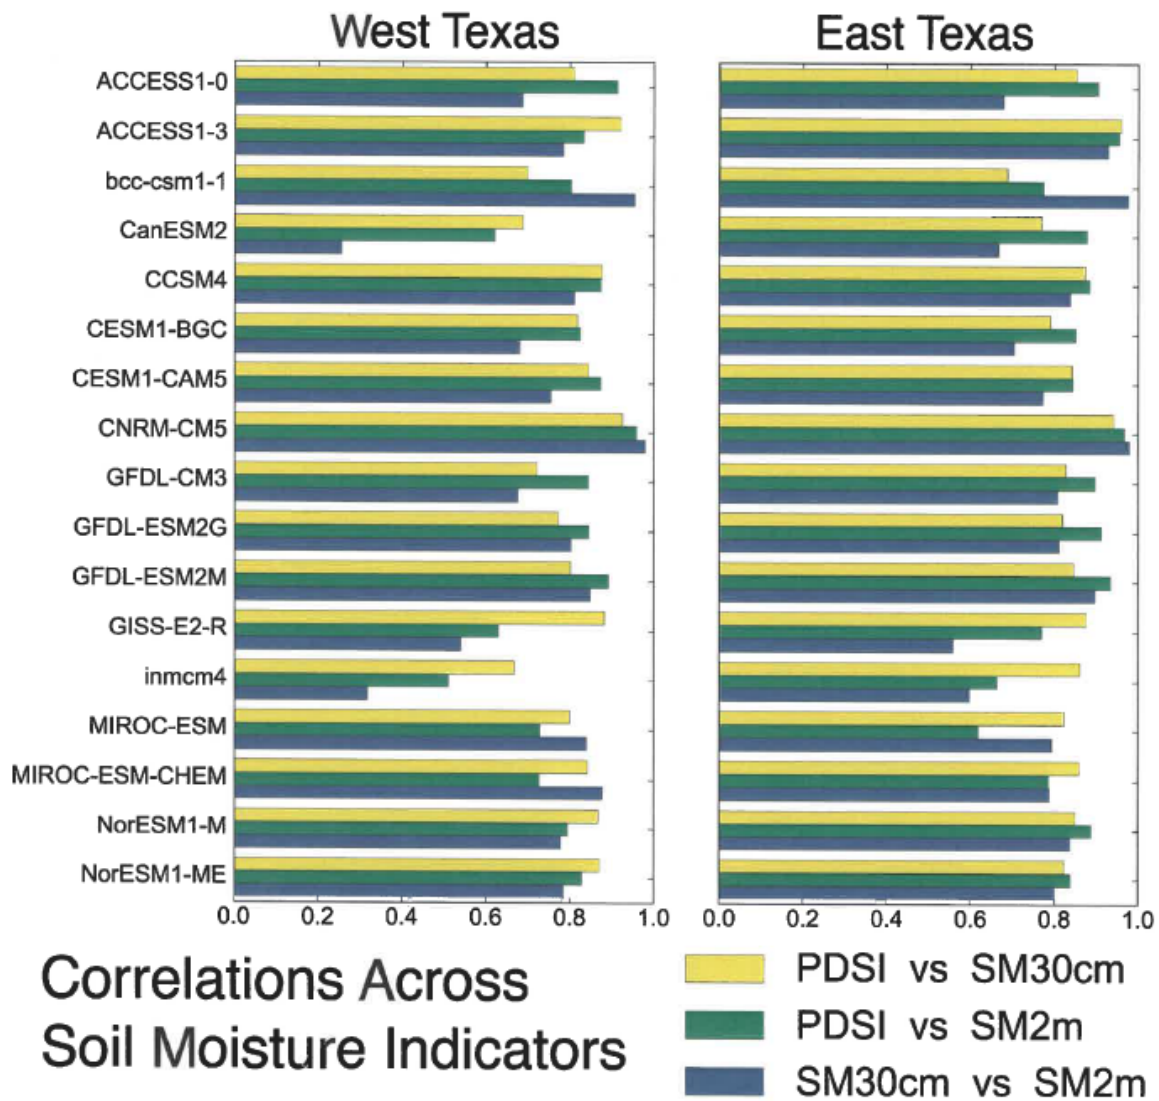 West Texas
East Texas
ACCESS1-0
ACCESS1-3
bcc-csm1-1
CanESM2
CCSM4
CESM1-BGC
CESM1-CAM5
CNRM-CM5
GFDL-CM3
GFDL-ESM2G
GFDL-ESM2M
GISS-E2-R
inmcm4
MIROC-ESM
MIROC-ESM-CHEM
NorESM1-M
NorESM1-ME
0.0 0.2 0.4 0.6 0.8 1.0
0.0 0.2 0.4 0.6 0.8 1.0
Correlations Across
Soil Moisture Indicators
PDSI vs SM30cm
PDSI vs SM2m
SM30cm vs SM2m